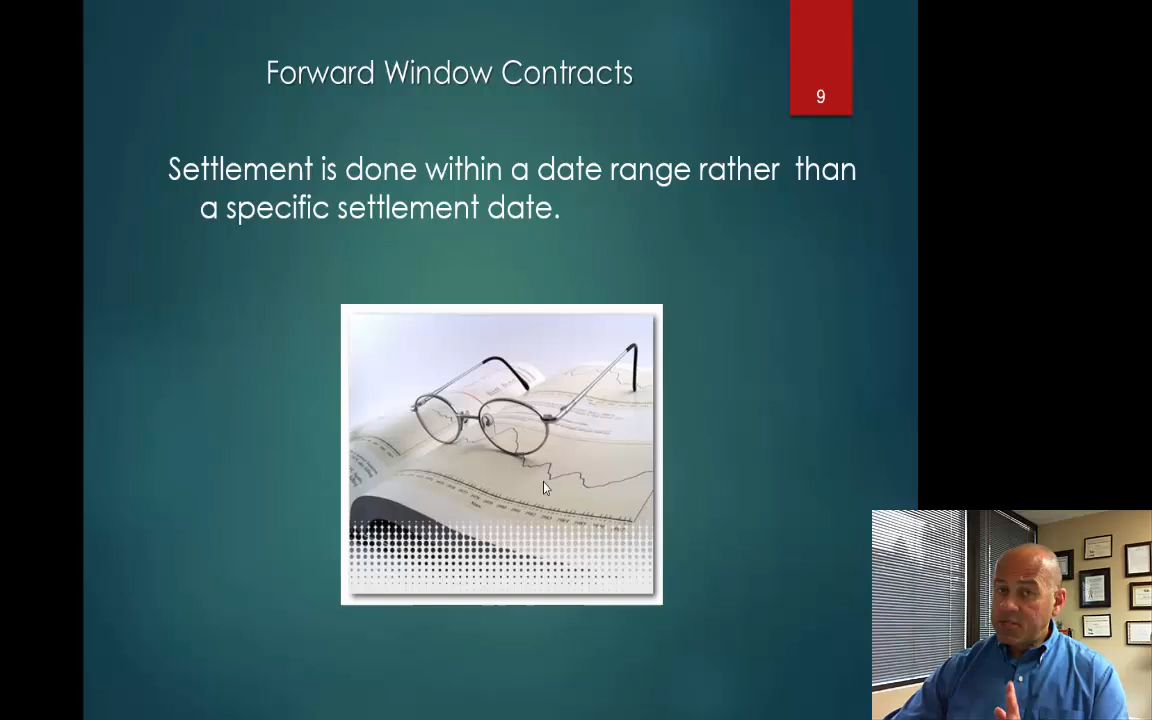 Forward Window Contracts
9
Settlement is done within a date range rather than
a specific settlement date.